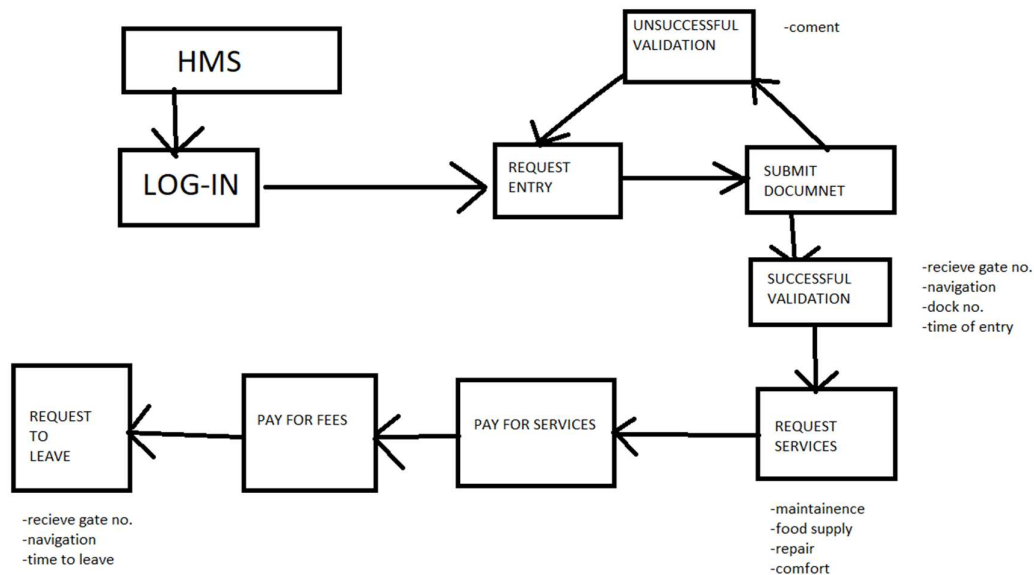 HMS
LOG-IN
REQUEST
ENTRY
UNSUCCESSFUL
VALIDATION
-coment
SUBMIT
DOCUMNET
SUCCESSFUL
VALIDATION
-recieve gate no.
-navigation
-dock no.
-time of entry
REQUEST
SERVICES
-maintainence
-food supply
-repair
-comfort
PAY FOR SERVICES
PAY FOR FEES
REQUEST
TO
LEAVE
-recieve gate no.
-navigation
-time to leave